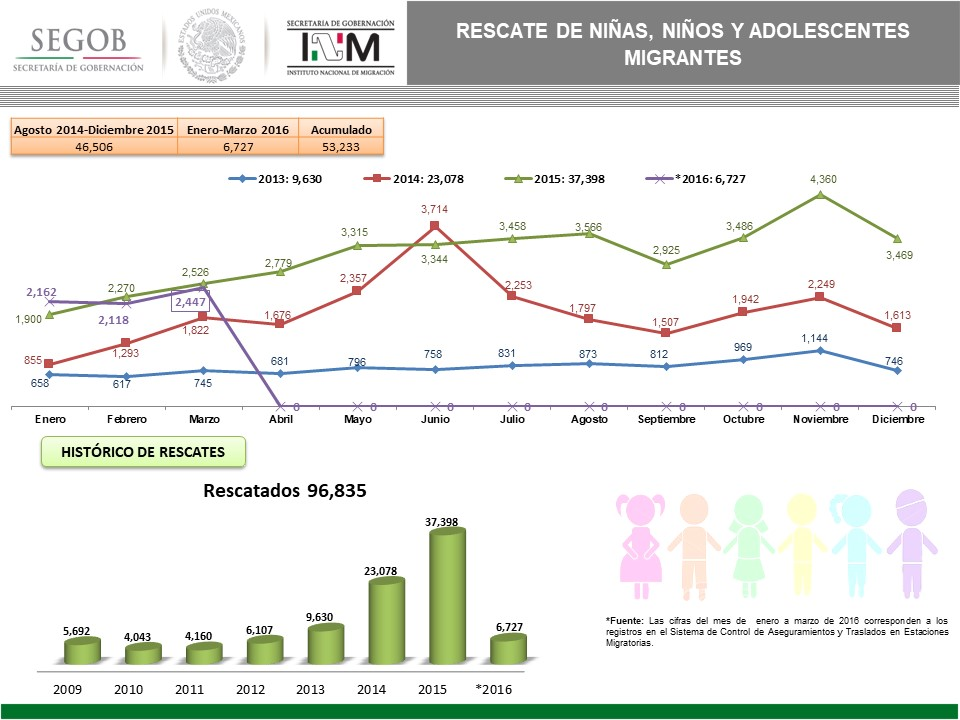 SEGOB
SECRETARÍA DE GOBERNACIÓN
ESTADOS UNIDOS MEXICANOS
SECRETARÍA DE GOBERNACIÓN
INM
INSTITUTO NACIONAL DE MIGRACIÓN
RESCATE DE NIÑAS, NIÑOS Y ADOLESCENTES
MIGRANTES
Agosto 2014-Diciembre 2015 Enero-Marzo 2016 Acumulado
46,506 6,727 53,233
2013: 9,630 2014: 23,078 2015: 37,398 *2016: 6,727
1,900 2,270 2,526 2,779 3,315 3,344 3,458 3,566 2,925 3,486 4,360 3,469
855 1,293 1,822 1,676 2,357 3,714 2,253 1,797 1,507 1,942 2,249 1,613
2,162 2,118 2,447 0 0 0 0 0 0 0 0 0
658 617 745 681 796 758 831 873 812 969 1,144 746
Enero Febrero Marzo Abril Mayo Junio Julio Agosto Septiembre Octubre Noviembre Diciembre
HISTÓRICO DE RESCATES
Rescatados 96,835
5,692 4,043 4,160 6,107 9,630 23,078 37,398 6,727
2009 2010 2011 2012 2013 2014 2015 *2016
*Fuente: Las cifras del mes de enero a marzo de 2016 corresponden a los
registros en el Sistema de Control de Aseguramientos y Traslados en Estaciones
Migratorias.